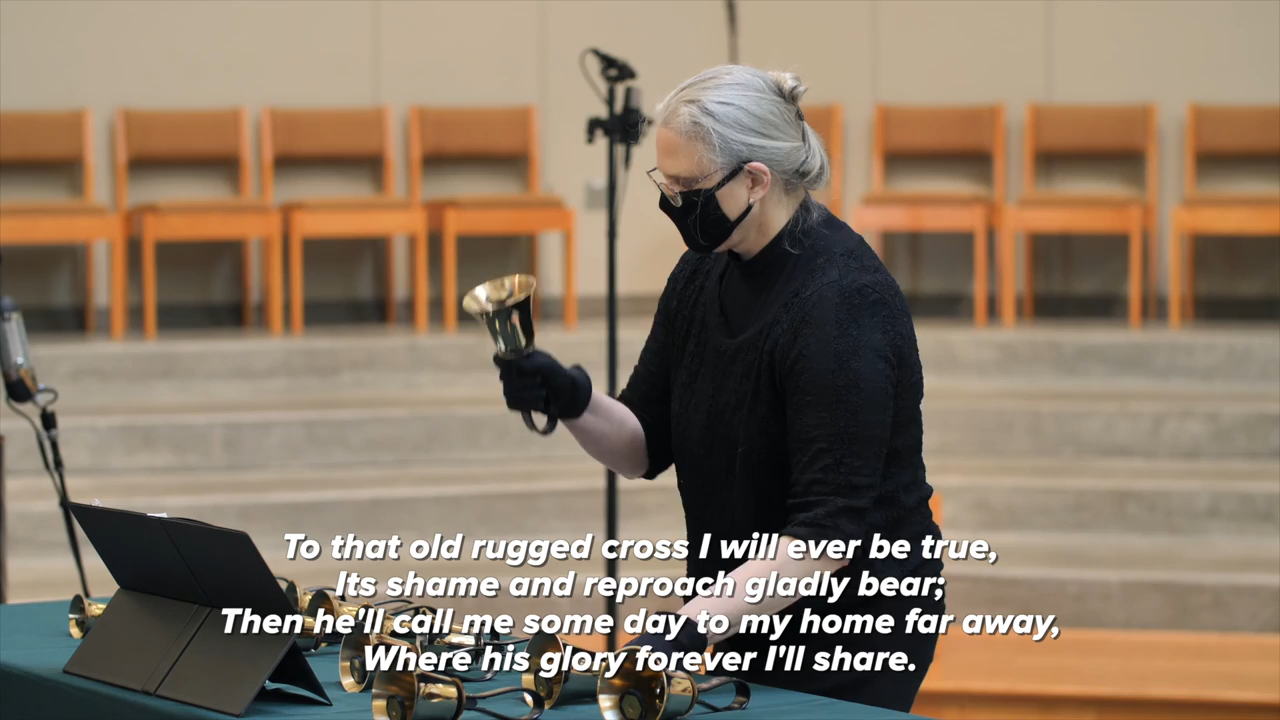 To that old rugged cross I will ever be true,
Its shame and reproach gladly bear;
Then he'll call me some day to my home far away,
Where his glory forever I'll share.